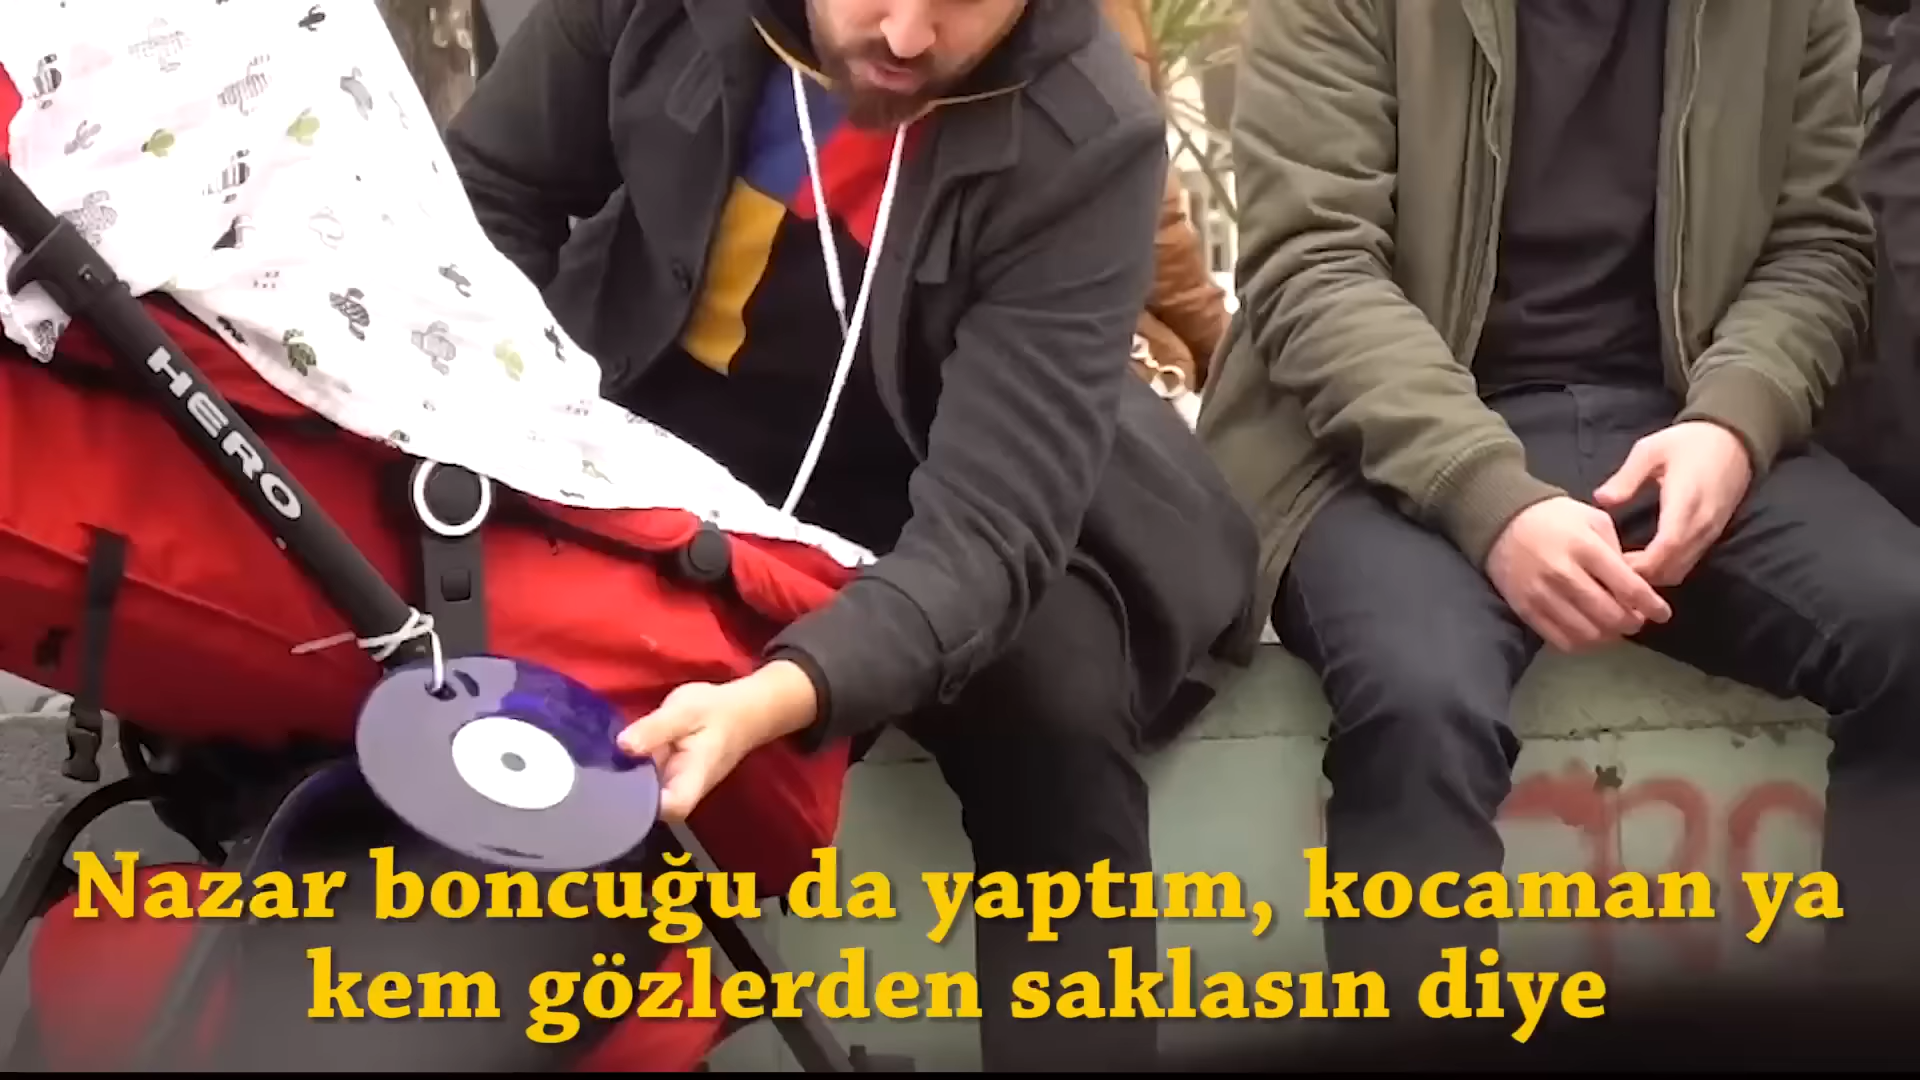 HERO
Nazar boncuğu da yaptım, kocaman ya
kem gözlerden saklasın diye